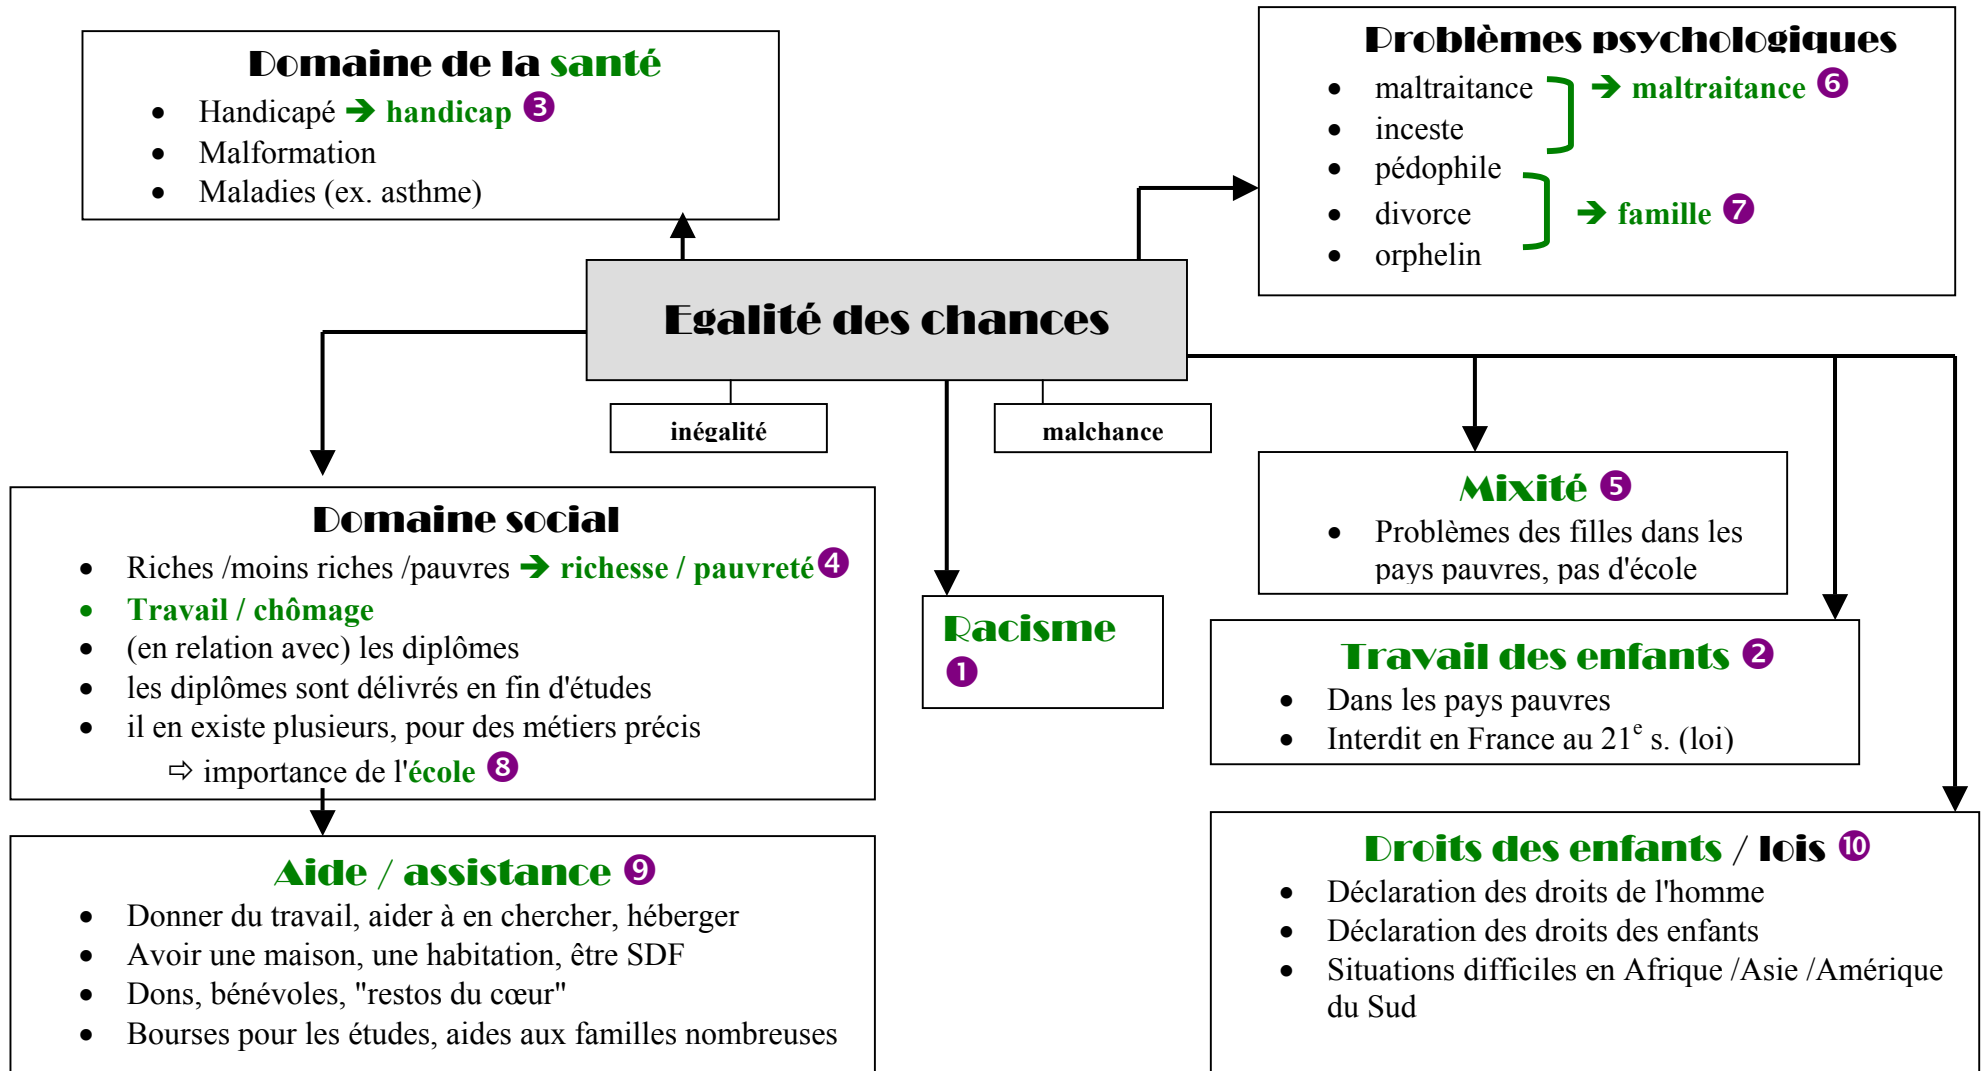 Domaine de la santé
• Handicapé ➔ handicap ❸
• Malformation
• Maladies (ex. asthme)
Problèmes psychologiques
• maltraitance ➔ maltraitance ❻
• inceste
• pédophile
• divorce ➔ famille ❼
• orphelin
Egalité des chances
inégalité
malchance
Domaine social
• Riches /moins riches /pauvres ➔ richesse / pauvreté ❹
• Travail / chômage
• (en relation avec) les diplômes
• les diplômes sont délivrés en fin d'études
• il en existe plusieurs, pour des métiers précis
⇨ importance de l'école ❽
Racisme
❶
Mixité ❺
• Problèmes des filles dans les
pays pauvres, pas d'école
Travail des enfants ❷
• Dans les pays pauvres
• Interdit en France au 21e s. (loi)
Aide / assistance ❾
• Donner du travail, aider à en chercher, héberger
• Avoir une maison, une habitation, être SDF
• Dons, bénévoles, "restos du cœur"
• Bourses pour les études, aides aux familles nombreuses
Droits des enfants / lois ❿
• Déclaration des droits de l'homme
• Déclaration des droits des enfants
• Situations difficiles en Afrique /Asie /Amérique
du Sud